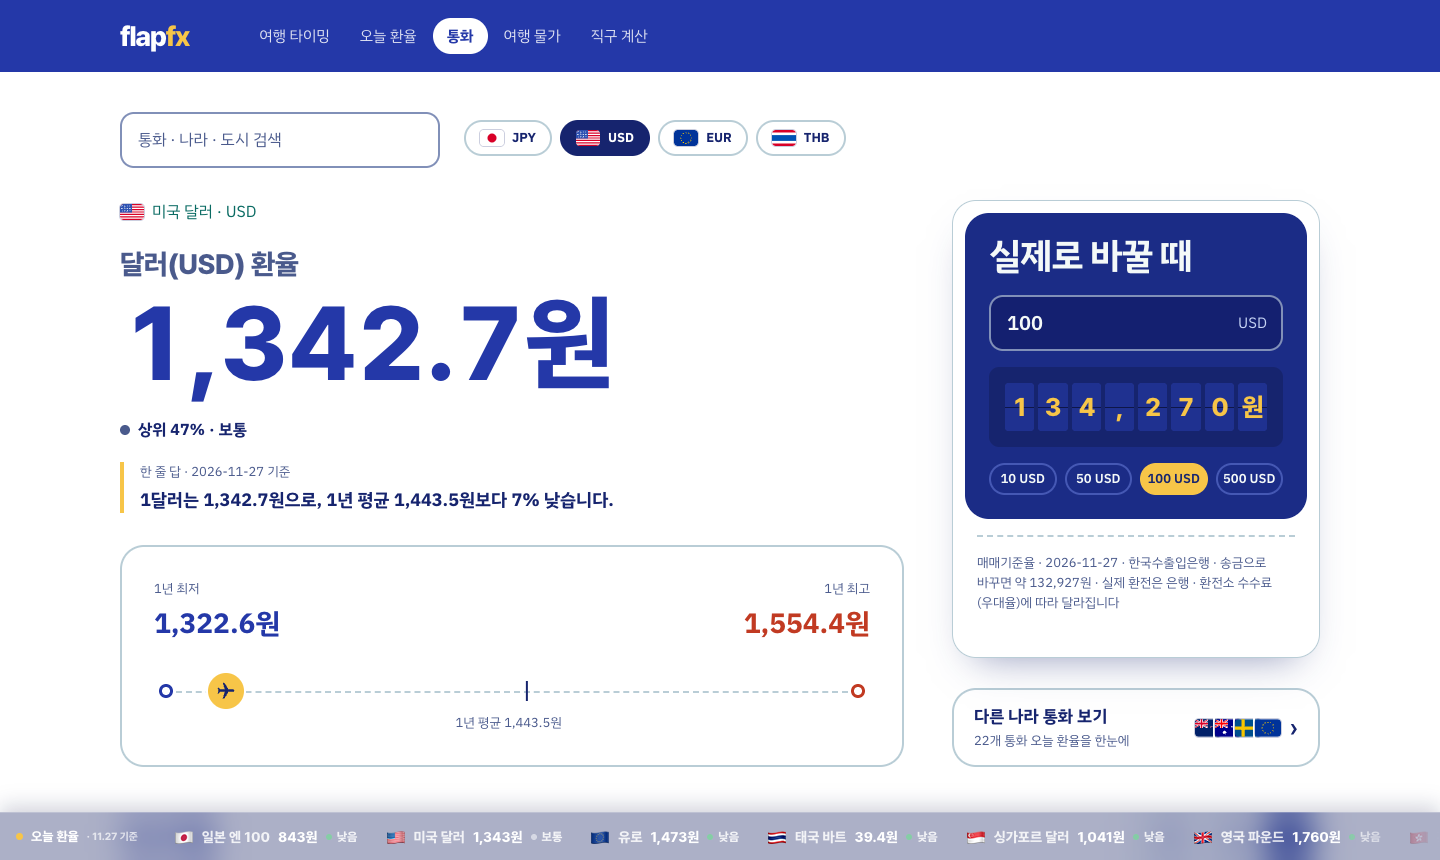 flapfx
여행 타이밍
오늘 환율
통화
여행 물가
직구 계산
통화 · 나라 · 도시 검색
JPY
USD
EUR
THB
미국 달러 · USD
달러(USD) 환율
1,342.7원
상위 47% · 보통
한 줄 답 · 2026-11-27 기준
1달러는 1,342.7원으로, 1년 평균 1,443.5원보다 7% 낮습니다.
1년 최저
1,322.6원
1년 최고
1,554.4원
1년 평균 1,443.5원
실제로 바꿀 때
100
USD
134,270원
10 USD
50 USD
100 USD
500 USD
매매기준율 · 2026-11-27 · 한국수출입은행 · 송금으로
바꾸면 약 132,927원 · 실제 환전은 은행 · 환전소 수수료
(우대율)에 따라 달라집니다
다른 나라 통화 보기
22개 통화 오늘 환율을 한눈에
오늘 환율 · 11.27 기준
일본 엔 100 843원 낮음
미국 달러 1,343원 보통
유로 1,473원 낮음
태국 바트 39.4원 낮음
싱가포르 달러 1,041원 낮음
영국 파운드 1,760원 낮음